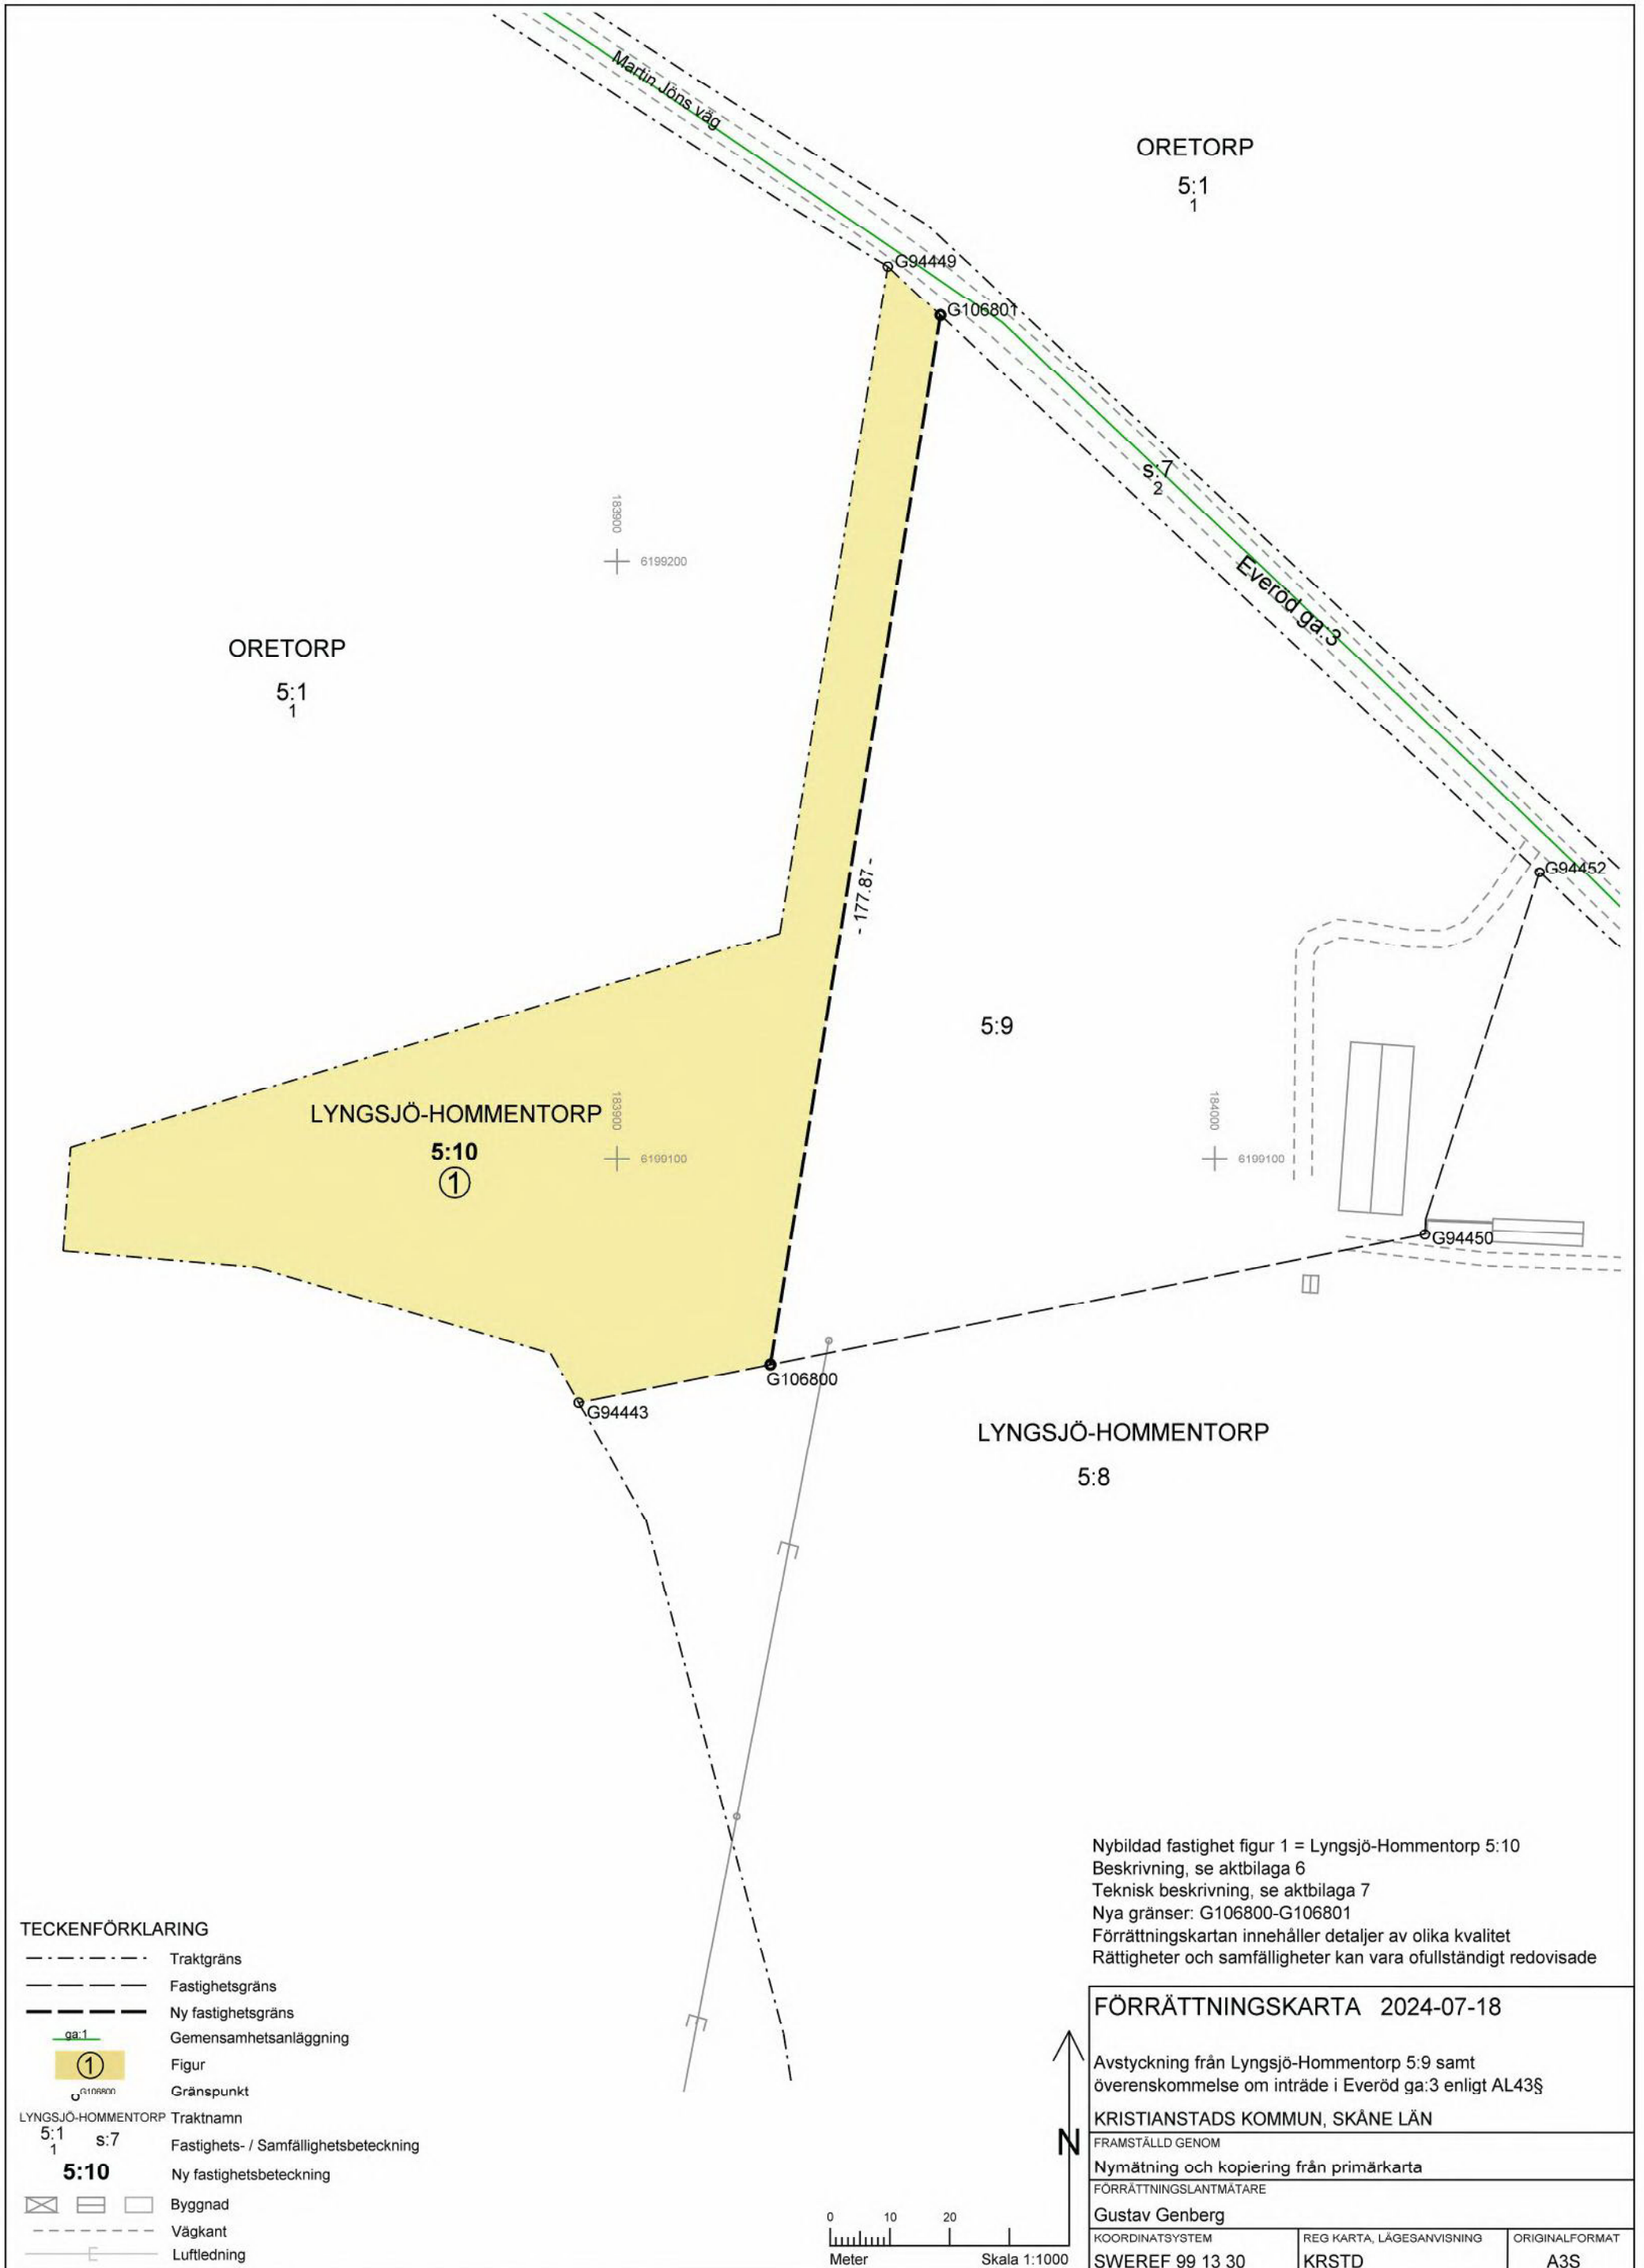 Martin Jöns väg
ORETORP
5:1
1
G94449
G106801
s:7
2
183900
6199200
Everöd ga:3
ORETORP
5:1
1
G94452
- 177.87 -
5:9
LYNGSJÖ-HOMMENTORP
5:10
1
183900
6199100
184000
6199100
G94450
G106800
G94443
LYNGSJÖ-HOMMENTORP
5:8
Nybildad fastighet figur 1 = Lyngsjö-Hommentorp 5:10
Beskrivning, se aktbilaga 6
Teknisk beskrivning, se aktbilaga 7
Nya gränser: G106800-G106801
Förrättningskartan innehåller detaljer av olika kvalitet
Rättigheter och samfälligheter kan vara ofullständigt redovisade
TECKENFÖRKLARING
Traktgräns
Fastighetsgräns
Ny fastighetsgräns
ga:1 Gemensamhetsanläggning
1 Figur
G106800 Gränspunkt
LYNGSJÖ-HOMMENTORP Traktnamn
5:1 s:7 Fastighets- / Samfällighetsbeteckning
1
5:10 Ny fastighetsbeteckning
Byggnad
Vägkant
Luftledning
0 10 20
Meter Skala 1:1000
N
FÖRRÄTTNINGSKARTA 2024-07-18
Avstyckning från Lyngsjö-Hommentorp 5:9 samt
överenskommelse om inträde i Everöd ga:3 enligt AL43§
KRISTIANSTADS KOMMUN, SKÅNE LÄN
FRAMSTÄLLD GENOM
Nymätning och kopiering från primärkarta
FÖRRÄTTNINGSLANTMÄTARE
Gustav Genberg
KOORDINATSYSTEM
SWEREF 99 13 30
REG KARTA, LÄGESANVISNING
KRSTD
ORIGINALFORMAT
A3S